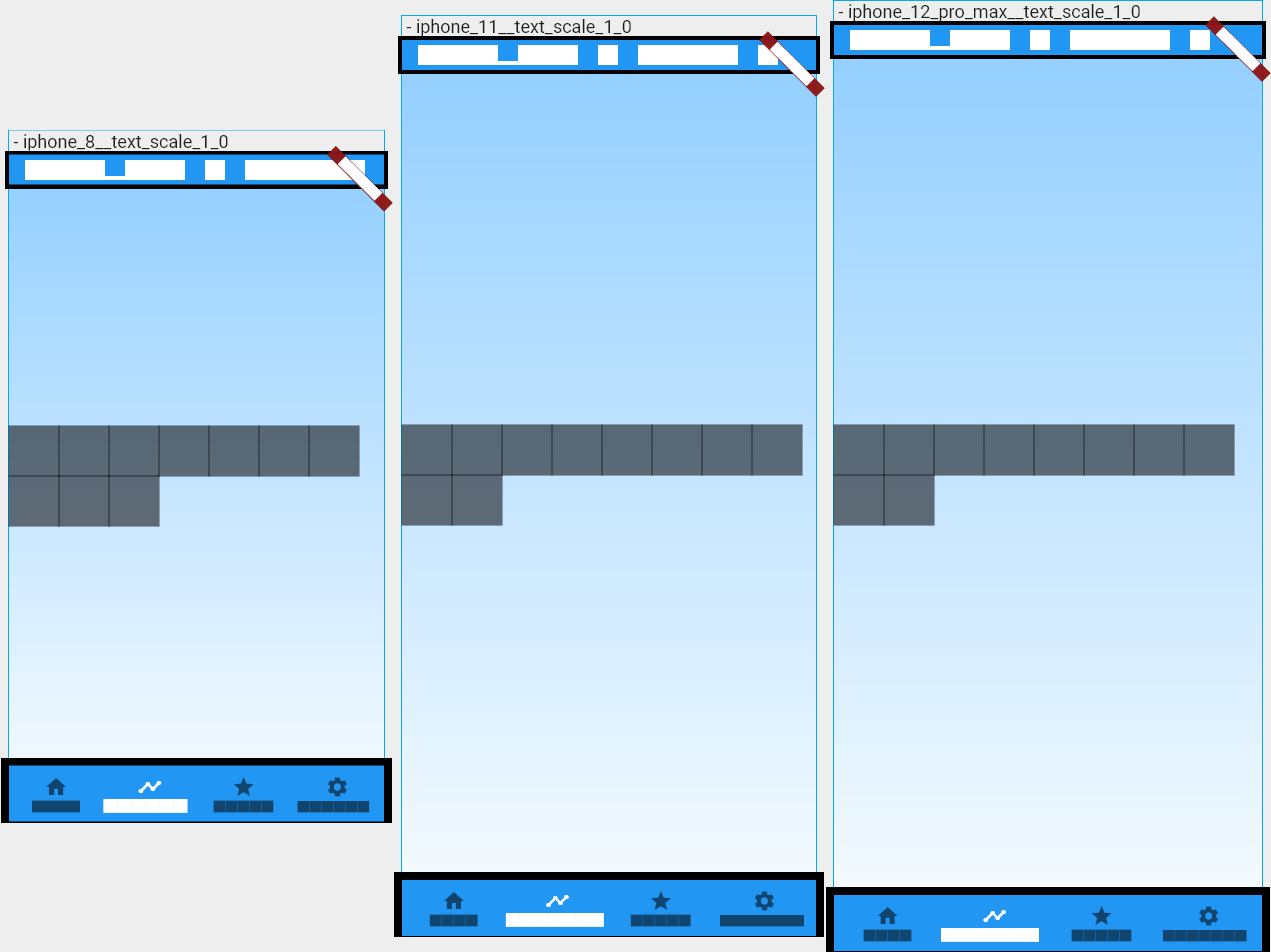 - iphone_8__text_scale_1_0
- iphone_11__text_scale_1_0
- iphone_12_pro_max__text_scale_1_0